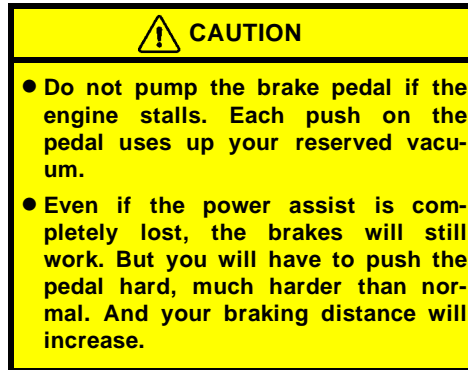 CAUTION
● Do not pump the brake pedal if the
engine stalls. Each push on the
pedal uses up your reserved vacu-
um.
● Even if the power assist is com-
pletely lost, the brakes will still
work. But you will have to push the
pedal hard, much harder than nor-
mal. And your braking distance will
increase.